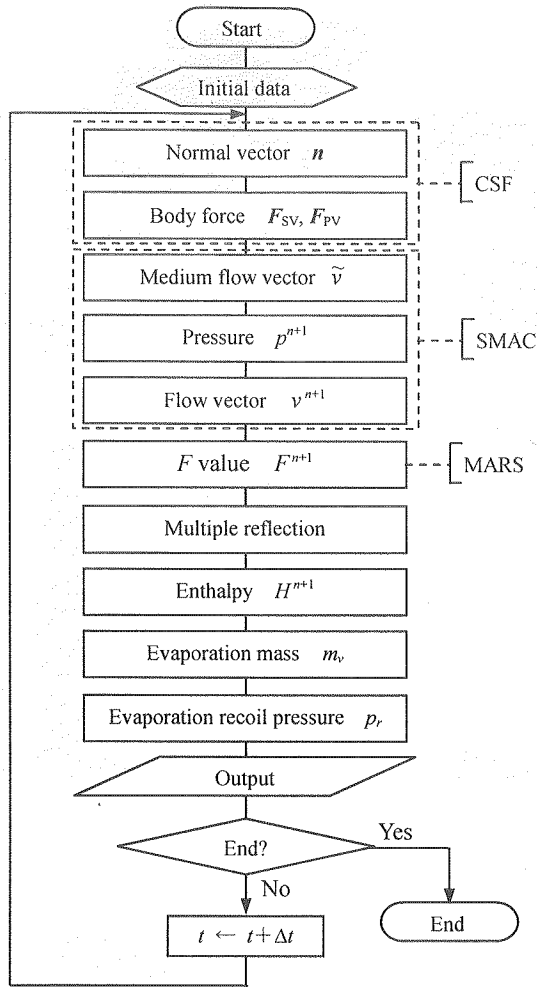 Start
Initial data
Normal vector n
CSF
Body force F_SV, F_PV
Medium flow vector ṽ
Pressure p^{n+1}
SMAC
Flow vector v^{n+1}
F value F^{n+1}
MARS
Multiple reflection
Enthalpy H^{n+1}
Evaporation mass m_v
Evaporation recoil pressure p_r
Output
End?
Yes
No
End
t ← t+Δt